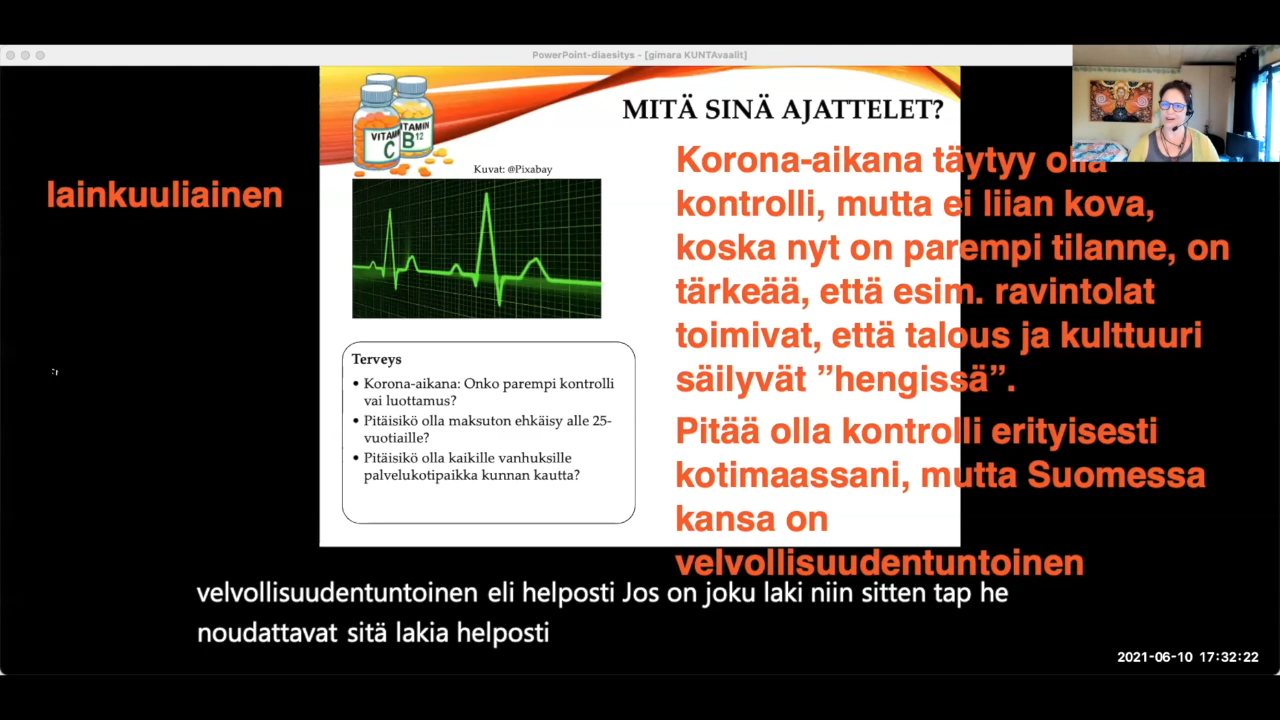 PowerPoint-diaesitys - [gimara KUNTAvaalit]
MITÄ SINÄ AJATTELET?
VITAMIN
C
VITAMIN
B12
Kuvat: @Pixabay
lainkuuliainen
Korona-aikana täytyy olla
kontrolli, mutta ei liian kova,
koska nyt on parempi tilanne, on
tärkeää, että esim. ravintolat
toimivat, että talous ja kulttuuri
säilyvät ”hengissä”.
Pitää olla kontrolli erityisesti
kotimaassani, mutta Suomessa
kansa on
velvollisuudentuntoinen
Terveys
• Korona-aikana: Onko parempi kontrolli
vai luottamus?
• Pitäisikö olla maksuton ehkäisy alle 25-
vuotiaille?
• Pitäisikö olla kaikille vanhuksille
palvelukotipaikka kunnan kautta?
velvollisuudentuntoinen eli helposti Jos on joku laki niin sitten tap he
noudattavat sitä lakia helposti
2021-06-10 17:32:22